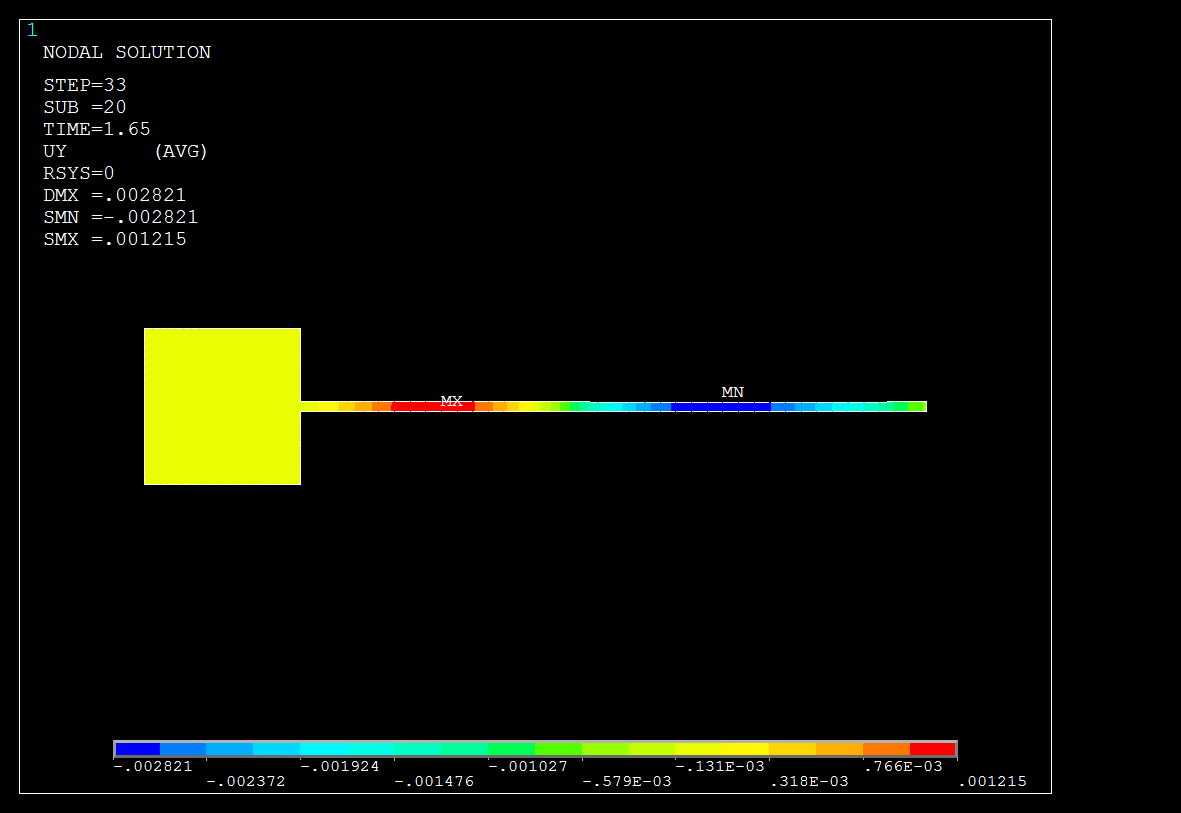 1
NODAL SOLUTION
STEP=33
SUB =20
TIME=1.65
UY (AVG)
RSYS=0
DMX =.002821
SMN =-.002821
SMX =.001215
MX
MN
-.002821
-.002372
-.001924
-.001476
-.001027
-.579E-03
-.131E-03
.318E-03
.766E-03
.001215